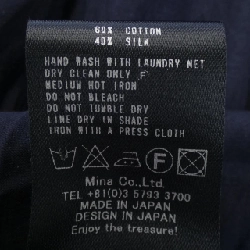 60% COTTON
40% SILK
HAND WASH WITH LAUNDRY NET
DRY CLEAN ONLY
MEDIUM HOT IRON
DO NOT BLEACH
DO NOT TUMBLE DRY
LINE DRY IN SHADE
IRON WITH A PRESS CLOTH
F
Mina Co.,Ltd.
TEL +81(0)3 5793 3700
MADE IN JAPAN
DESIGN IN JAPAN
Enjoy the treasure!